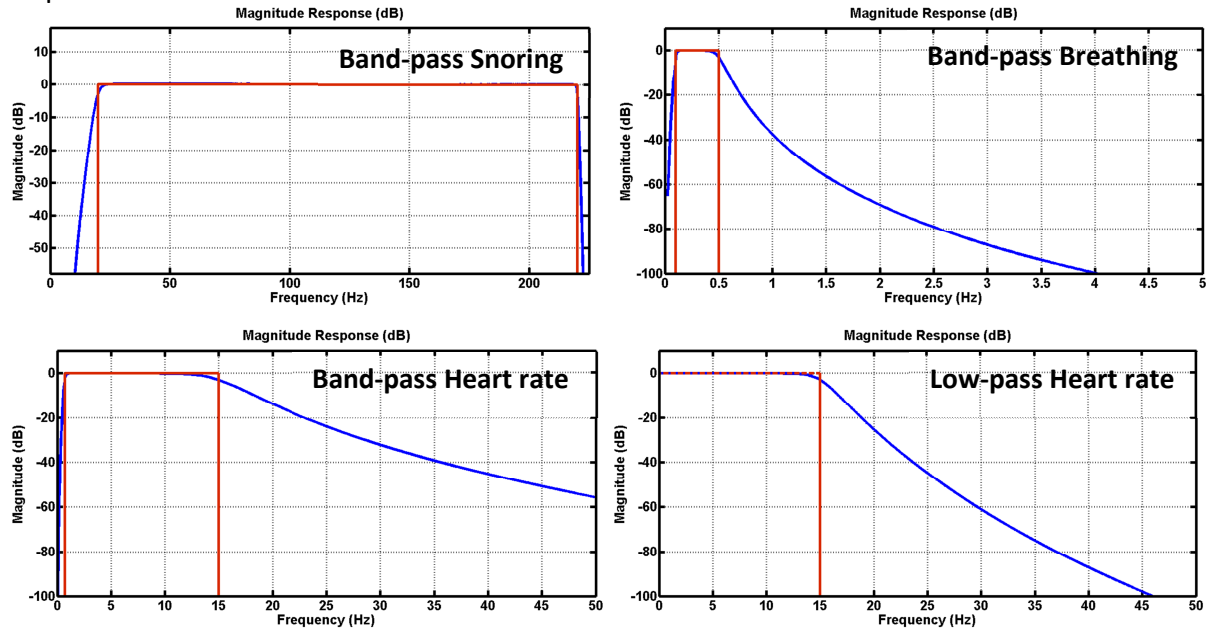 Magnitude Response (dB)
Band-pass Snoring
Magnitude (dB)
10
0
-10
-20
-30
-40
-50
0 50 100 150 200
Frequency (Hz)
Magnitude Response (dB)
Band-pass Breathing
Magnitude (dB)
0
-20
-40
-60
-80
-100
0 0.5 1 1.5 2 2.5 3 3.5 4 4.5 5
Frequency (Hz)
Magnitude Response (dB)
Band-pass Heart rate
Magnitude (dB)
0
-20
-40
-60
-80
-100
0 5 10 15 20 25 30 35 40 45 50
Frequency (Hz)
Magnitude Response (dB)
Low-pass Heart rate
Magnitude (dB)
0
-20
-40
-60
-80
-100
0 5 10 15 20 25 30 35 40 45 50
Frequency (Hz)